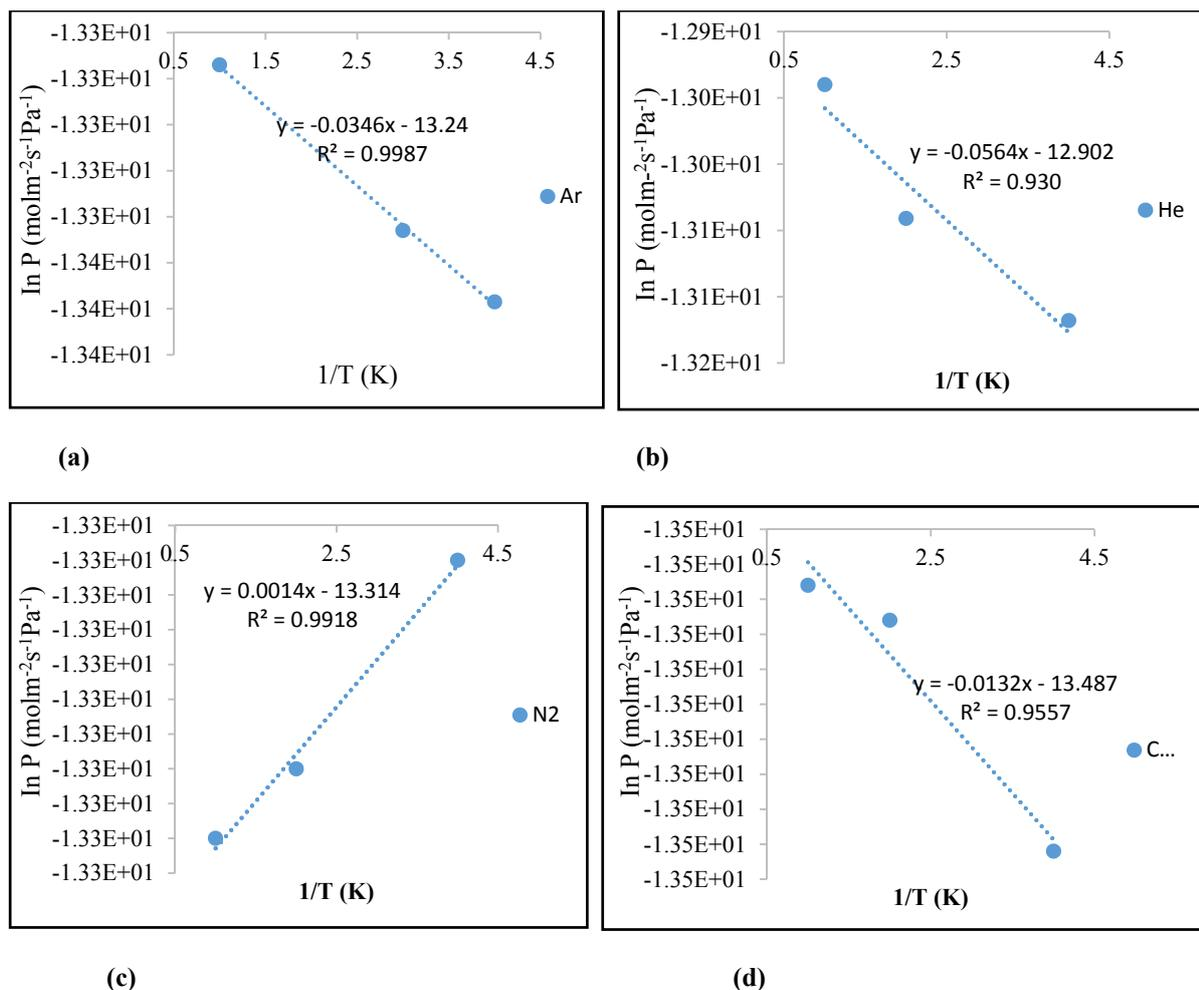 (a)
-1.33E+01
-1.33E+01
-1.33E+01
-1.33E+01
-1.33E+01
-1.34E+01
-1.34E+01
-1.34E+01
0.5 1.5 2.5 3.5 4.5
y = -0.0346x - 13.24
R² = 0.9987
Ar
ln P (molm⁻²s⁻¹Pa⁻¹)
1/T (K)
-1.29E+01
-1.30E+01
-1.30E+01
-1.31E+01
-1.31E+01
-1.32E+01
0.5 2.5 4.5
y = -0.0564x - 12.902
R² = 0.930
He
ln P (molm-²s⁻¹Pa⁻¹)
1/T (K)
(b)
-1.33E+01
-1.33E+01
-1.33E+01
-1.33E+01
-1.33E+01
-1.33E+01
-1.33E+01
-1.33E+01
-1.33E+01
-1.33E+01
-1.33E+01
0.5 2.5 4.5
y = 0.0014x - 13.314
R² = 0.9918
N2
ln P (molm⁻²s⁻¹Pa⁻¹)
1/T (K)
(c)
-1.35E+01
-1.35E+01
-1.35E+01
-1.35E+01
-1.35E+01
-1.35E+01
-1.35E+01
-1.35E+01
-1.35E+01
-1.35E+01
-1.35E+01
0.5 2.5 4.5
y = -0.0132x - 13.487
R² = 0.9557
C...
ln P (molm⁻²s⁻¹Pa⁻¹)
1/T (K)
(d)